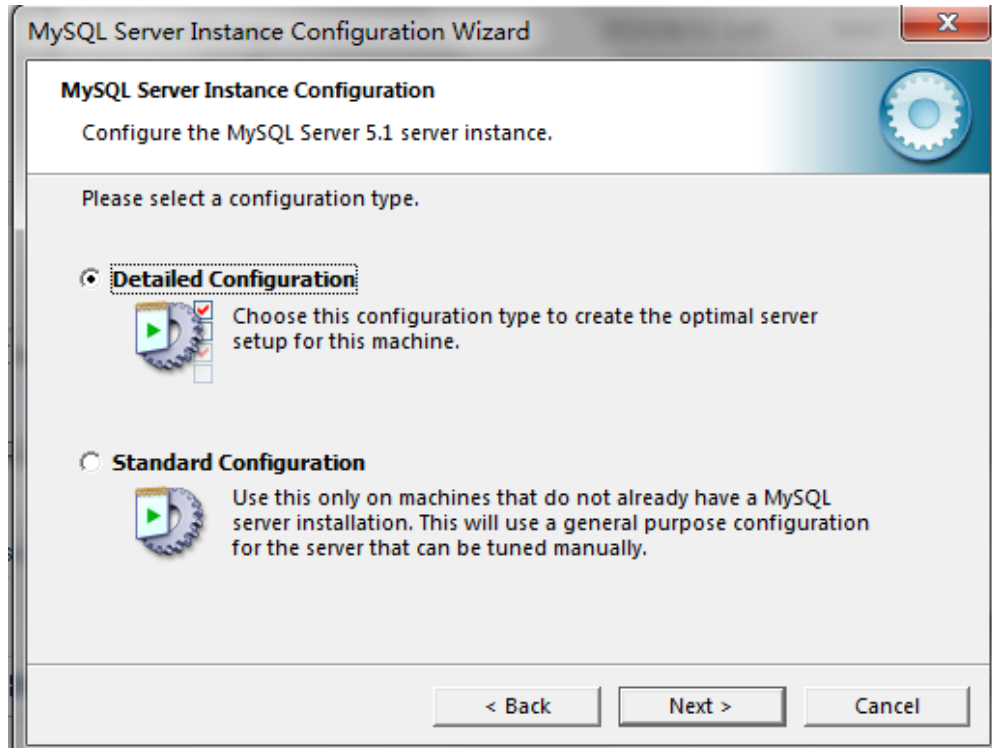 MySQL Server Instance Configuration Wizard
MySQL Server Instance Configuration
Configure the MySQL Server 5.1 server instance.
Please select a configuration type.
Detailed Configuration
Choose this configuration type to create the optimal server
setup for this machine.
Standard Configuration
Use this only on machines that do not already have a MySQL
server installation. This will use a general purpose configuration
for the server that can be tuned manually.
< Back
Next >
Cancel